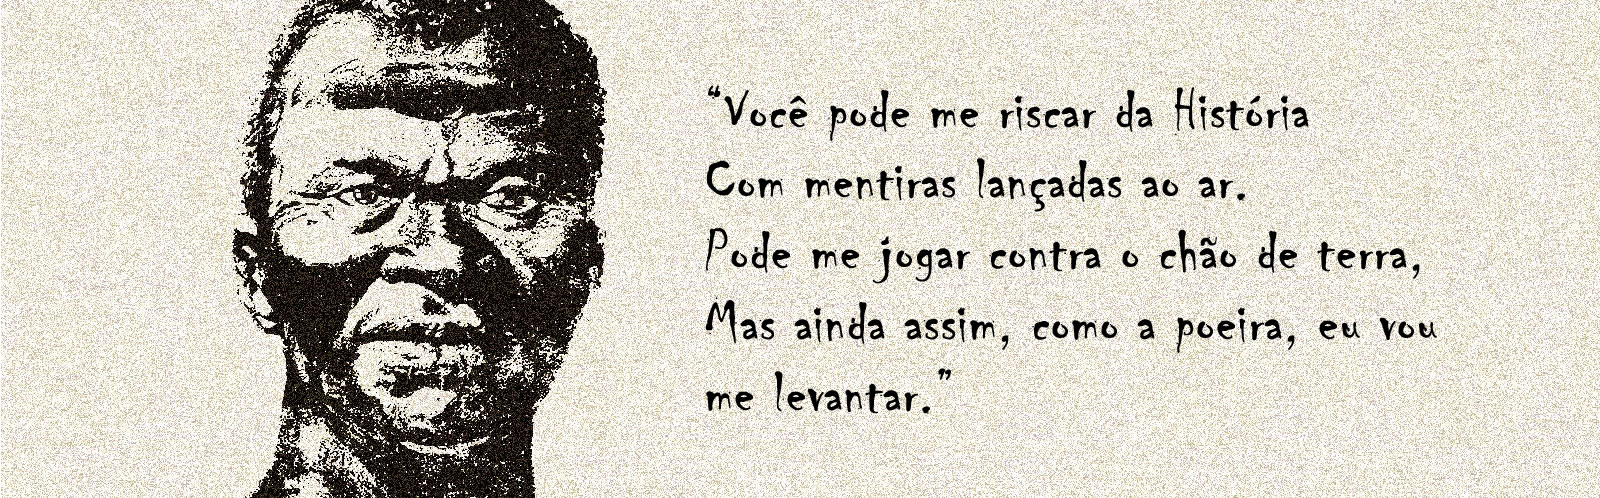 “Você pode me riscar da História
Com mentiras lançadas ao ar.
Pode me jogar contra o chão de terra,
Mas ainda assim, como a poeira, eu vou
me levantar.”